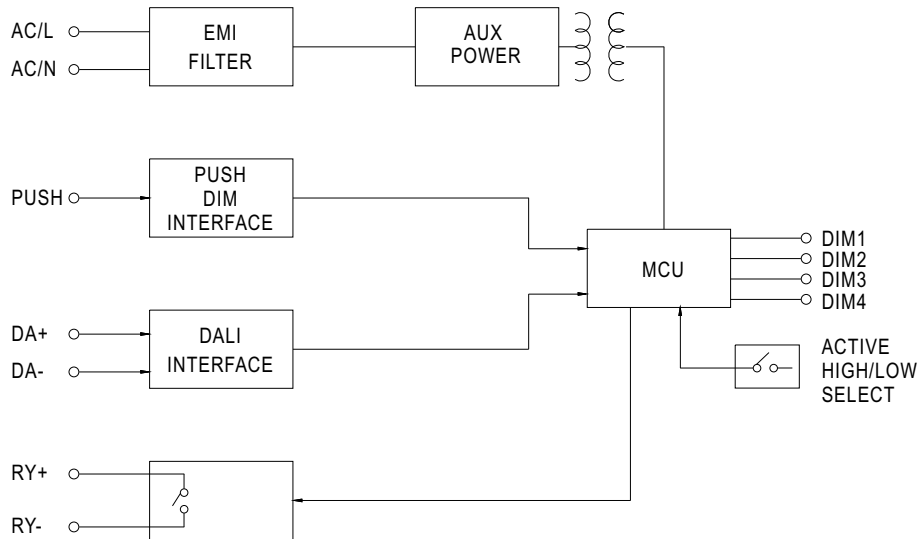 AC/L
AC/N
EMI
FILTER
AUX
POWER
PUSH
PUSH
DIM
INTERFACE
MCU
DIM1
DIM2
DIM3
DIM4
DA+
DA-
DALI
INTERFACE
ACTIVE
HIGH/LOW
SELECT
RY+
RY-